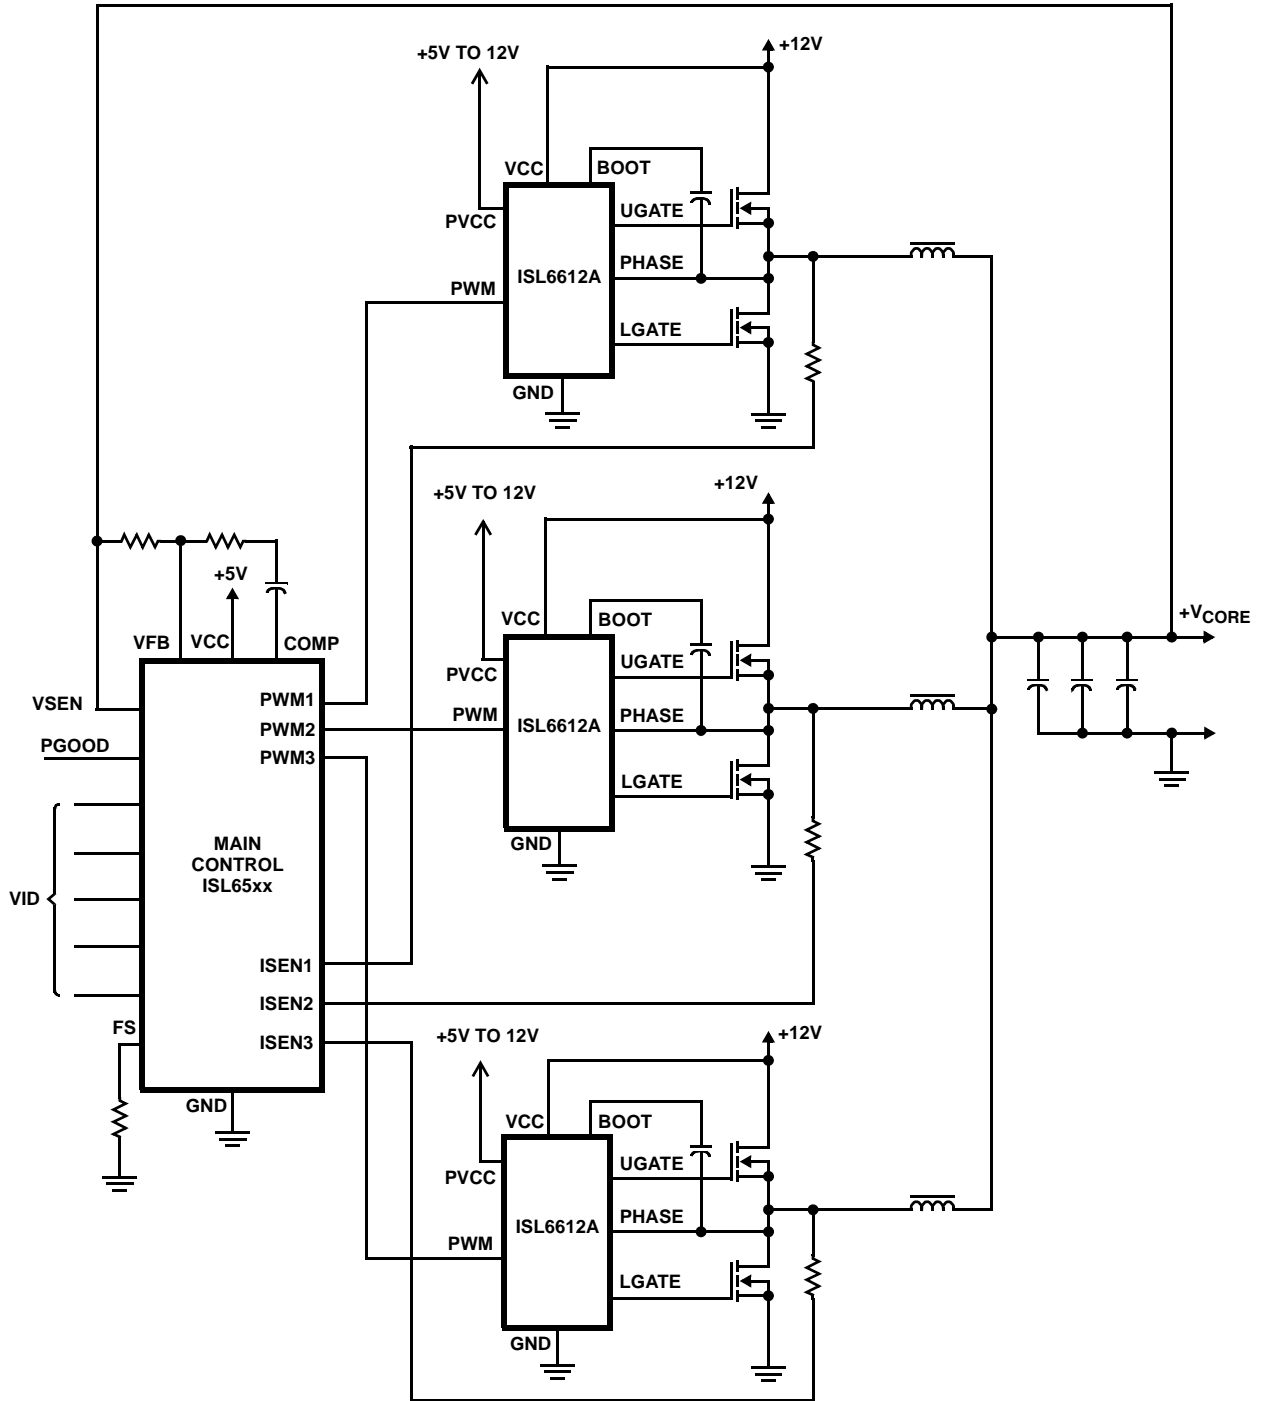 +12V
+5V TO 12V
VCC
BOOT
PVCC
UGATE
ISL6612A
PHASE
PWM
LGATE
GND
+12V
+5V TO 12V
VCC
BOOT
PVCC
UGATE
PWM
ISL6612A
PHASE
LGATE
GND
+5V
VFB
VCC
COMP
VSEN
PWM1
PWM2
PGOOD
PWM3
MAIN
CONTROL
ISL65xx
VID
ISEN1
ISEN2
FS
ISEN3
GND
+VCORE
+12V
+5V TO 12V
VCC
BOOT
PVCC
UGATE
ISL6612A
PHASE
PWM
LGATE
GND